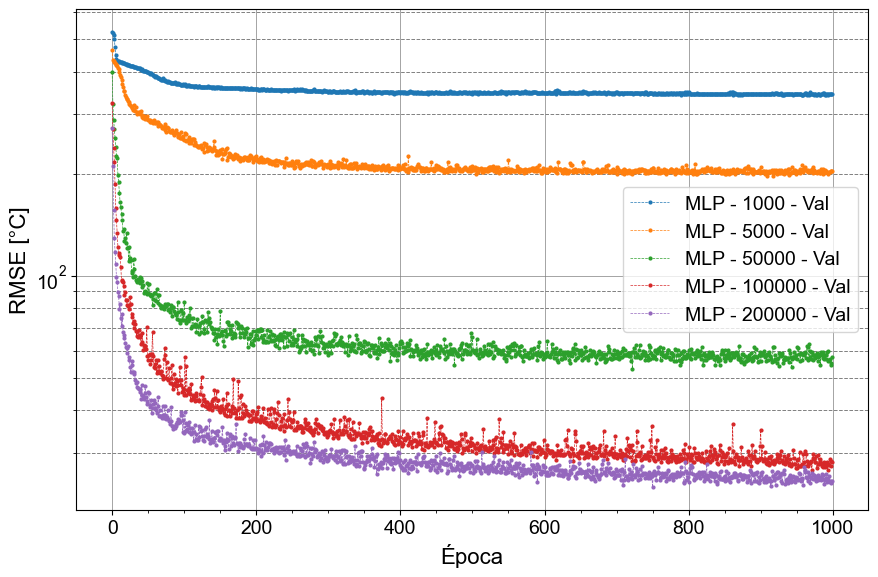 RMSE [°C]
10²
MLP - 1000 - Val
MLP - 5000 - Val
MLP - 50000 - Val
MLP - 100000 - Val
MLP - 200000 - Val
0 200 400 600 800 1000
Época